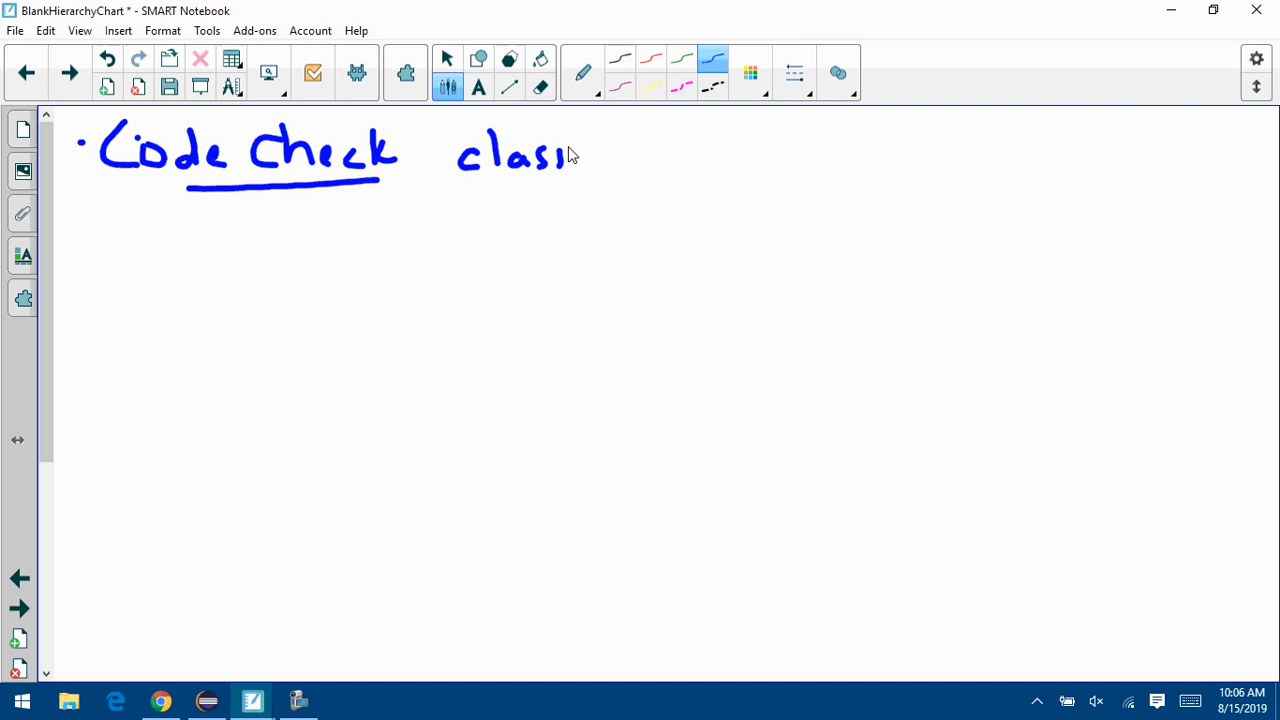 BlankHierarchyChart * - SMART Notebook
File Edit View Insert Format Tools Add-ons Account Help
· Code Check class
10:06 AM
8/15/2019